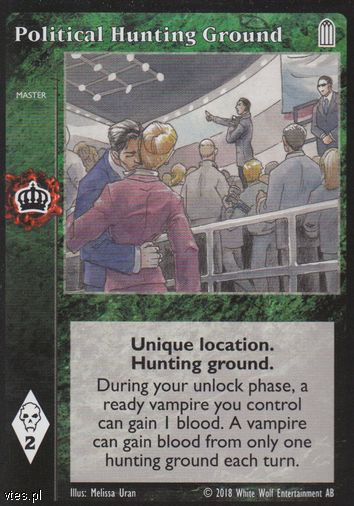 Political Hunting Ground
MASTER
Unique location.
Hunting ground.
During your unlock phase, a
ready vampire you control
can gain 1 blood. A vampire
can gain blood from only one
hunting ground each turn.
2
Illus: Melissa Uran
© 2018 White Wolf Entertainment AB
vtes.pl